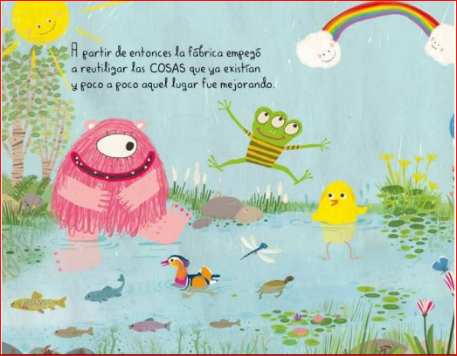 A partir de entonces la fábrica empezó
a reutilizar las COSAS que ya existían
y poco a poco aquel lugar fue mejorando.